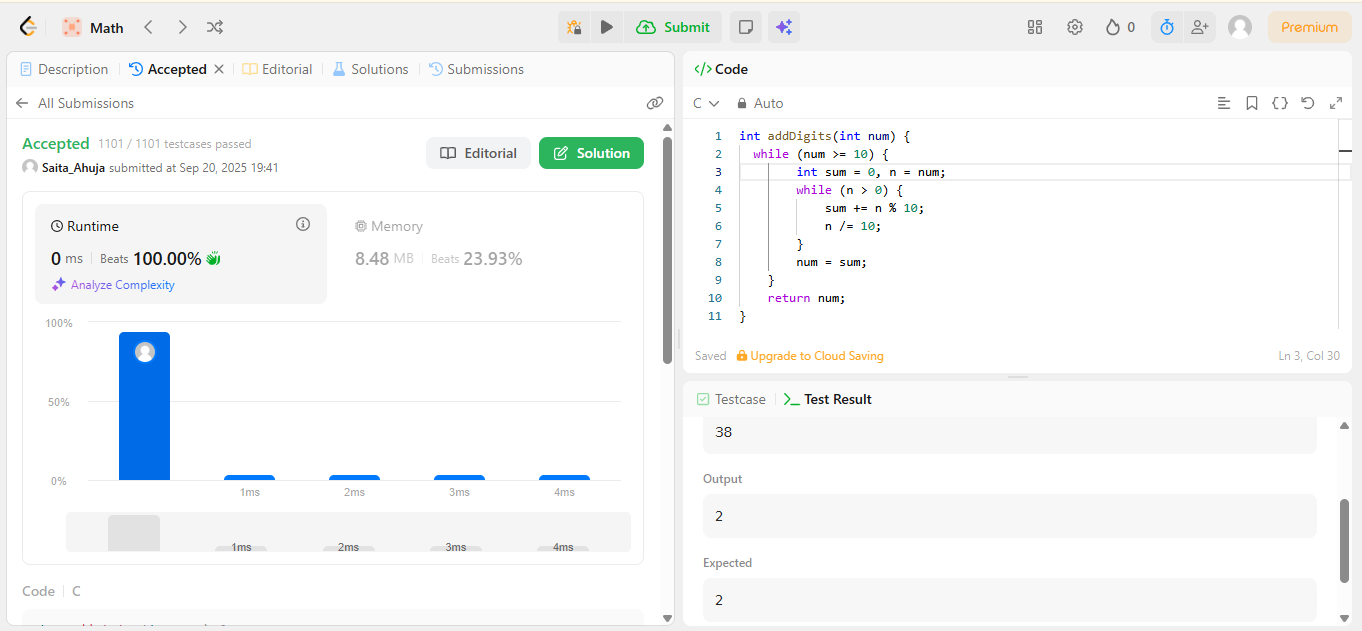 Math
Submit
0
Premium
Description
Accepted
Editorial
Solutions
Submissions
All Submissions
Accepted 1101 / 1101 testcases passed
Saita_Ahuja submitted at Sep 20, 2025 19:41
Editorial
Solution
Runtime
0 ms Beats 100.00%
Analyze Complexity
Memory
8.48 MB Beats 23.93%
100%
50%
0%
1ms 2ms 3ms 4ms
1ms 2ms 3ms 4ms
Code C
Code
C Auto
1 int addDigits(int num) {
2 while (num >= 10) {
3 int sum = 0, n = num;
4 while (n > 0) {
5 sum += n % 10;
6 n /= 10;
7 }
8 num = sum;
9 }
10 return num;
11 }
Saved Upgrade to Cloud Saving Ln 3, Col 30
Testcase Test Result
38
Output
2
Expected
2